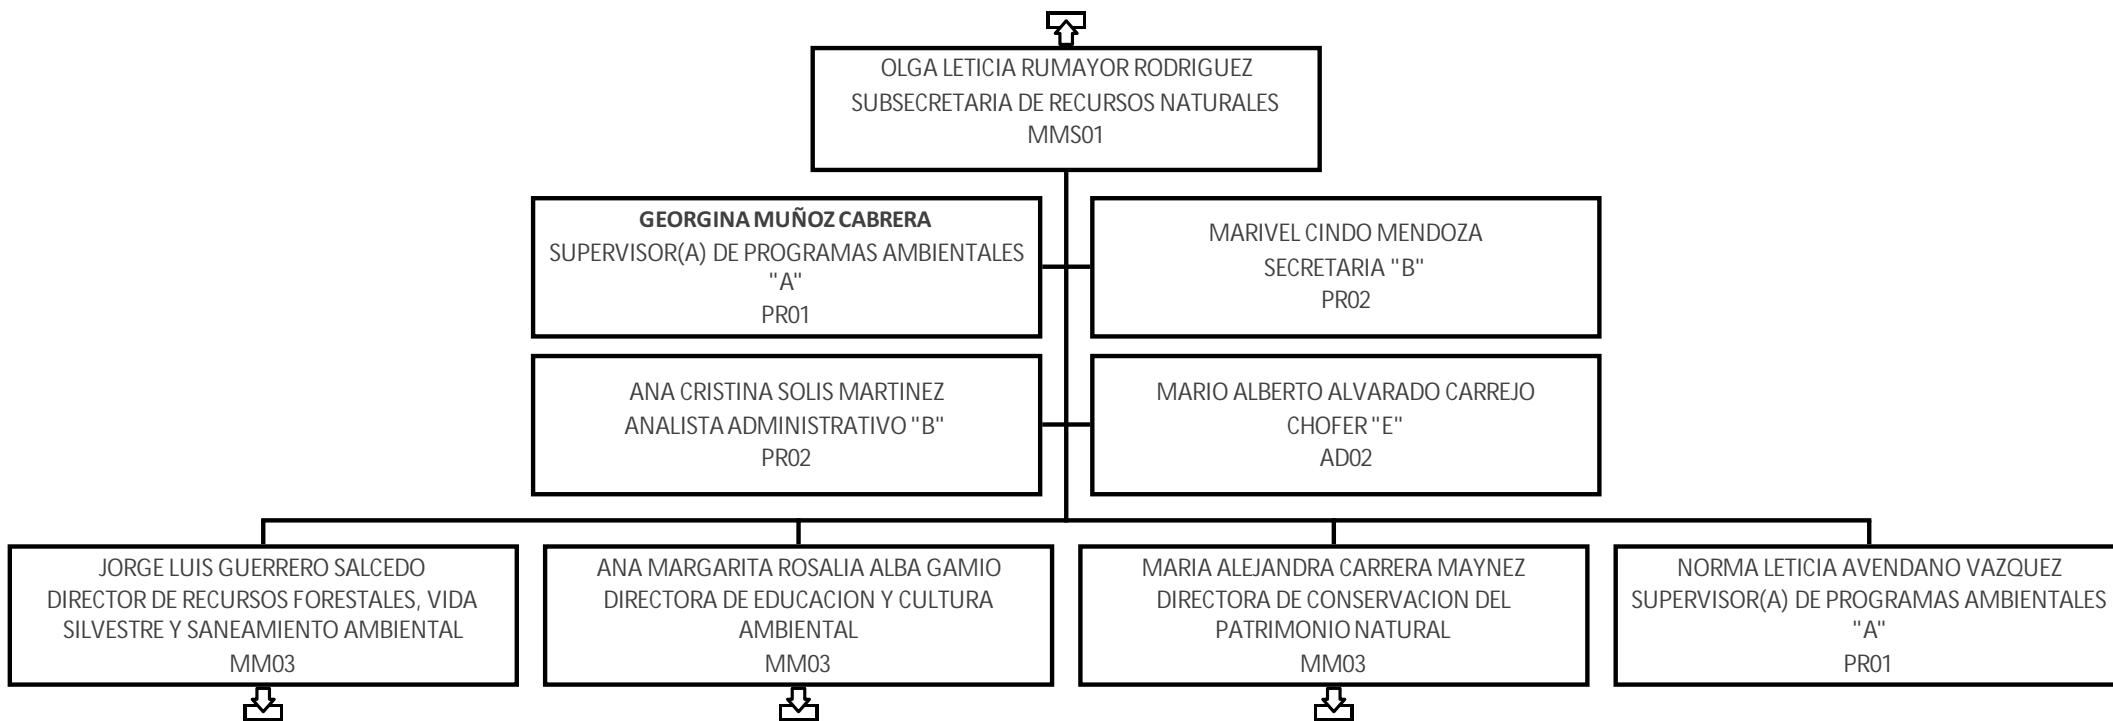 OLGA LETICIA RUMAYOR RODRIGUEZ
SUBSECRETARIA DE RECURSOS NATURALES
MMS01
GEORGINA MUÑOZ CABRERA
SUPERVISOR(A) DE PROGRAMAS AMBIENTALES
"A"
PR01
MARIVEL CINDO MENDOZA
SECRETARIA "B"
PR02
ANA CRISTINA SOLIS MARTINEZ
ANALISTA ADMINISTRATIVO "B"
PR02
MARIO ALBERTO ALVARADO CARREJO
CHOFER "E"
AD02
JORGE LUIS GUERRERO SALCEDO
DIRECTOR DE RECURSOS FORESTALES, VIDA
SILVESTRE Y SANEAMIENTO AMBIENTAL
MM03
ANA MARGARITA ROSALIA ALBA GAMIO
DIRECTORA DE EDUCACION Y CULTURA
AMBIENTAL
MM03
MARIA ALEJANDRA CARRERA MAYNEZ
DIRECTORA DE CONSERVACION DEL
PATRIMONIO NATURAL
MM03
NORMA LETICIA AVENDANO VAZQUEZ
SUPERVISOR(A) DE PROGRAMAS AMBIENTALES
"A"
PR01